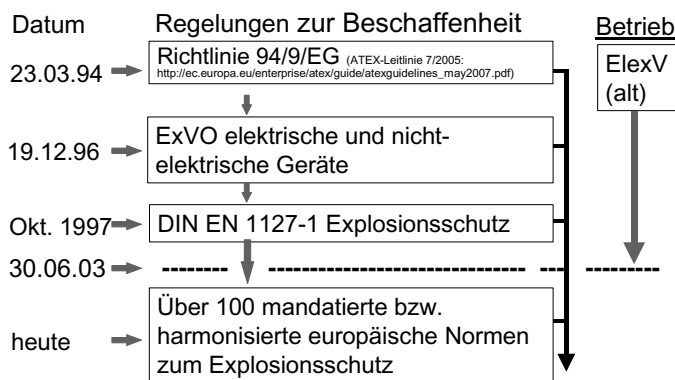 Datum
Regelungen zur Beschaffenheit
Betrieb
23.03.94
Richtlinie 94/9/EG (ATEX-Leitlinie 7/2005:
http://ec.europa.eu/enterprise/atex/guide/atexguidelines_may2007.pdf)
ElexV
(alt)
19.12.96
ExVO elektrische und nicht-
elektrische Geräte
Okt. 1997
DIN EN 1127-1 Explosionsschutz
30.06.03
heute
Über 100 mandatierte bzw.
harmonisierte europäische Normen
zum Explosionsschutz